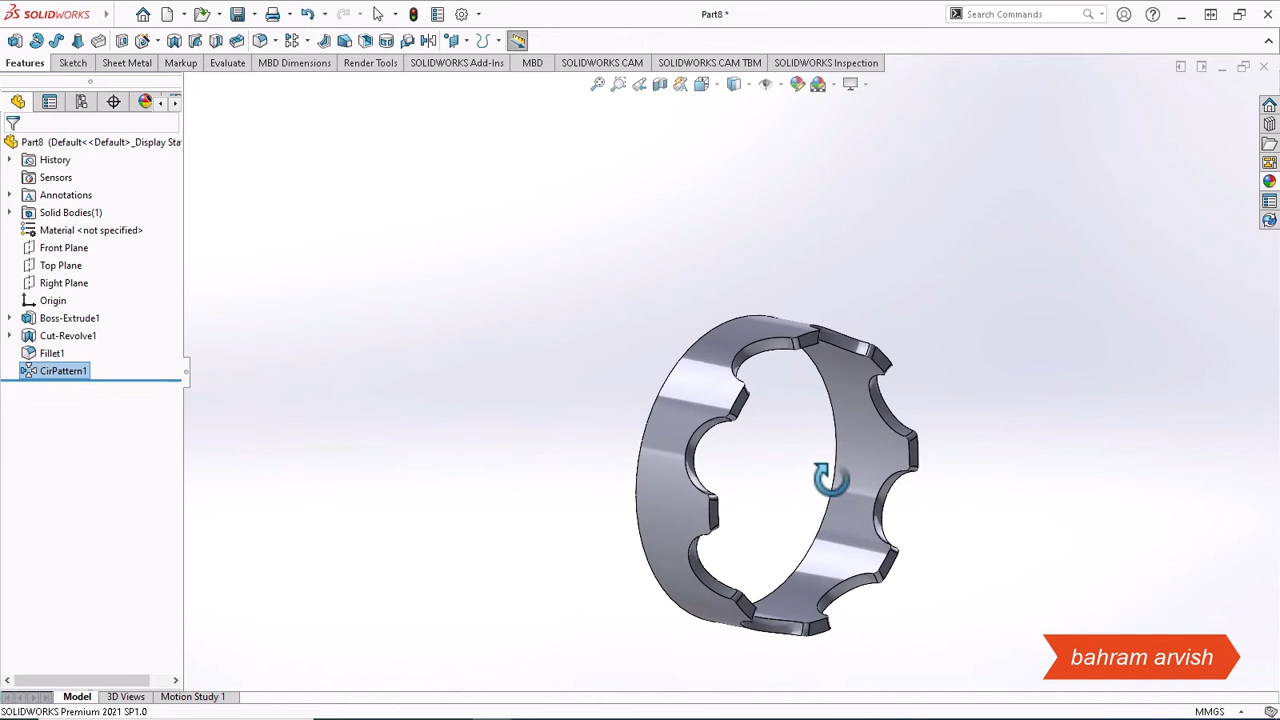 SOLIDWORKS
Part8 *
Search Commands
Features
Sketch
Sheet Metal
Markup
Evaluate
MBD Dimensions
Render Tools
SOLIDWORKS Add-Ins
MBD
SOLIDWORKS CAM
SOLIDWORKS CAM TBM
SOLIDWORKS Inspection
Part8 (Default<<Default>_Display Sta
History
Sensors
Annotations
Solid Bodies(1)
Material <not specified>
Front Plane
Top Plane
Right Plane
Origin
Boss-Extrude1
Cut-Revolve1
Fillet1
CirPattern1
bahram arvish
Model
3D Views
Motion Study 1
SOLIDWORKS Premium 2021 SP1.0
MMGS